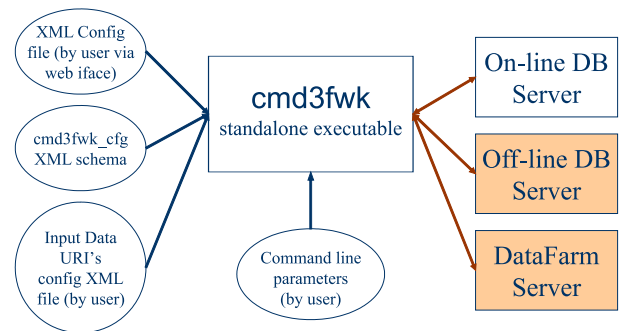 XML Config
file (by user via
web iface)
cmd3fwk_cfg
XML schema
Input Data
URI's
config XML
file (by user)
cmd3fwk
standalone executable
Command line
parameters
(by user)
On-line DB
Server
Off-line DB
Server
DataFarm
Server